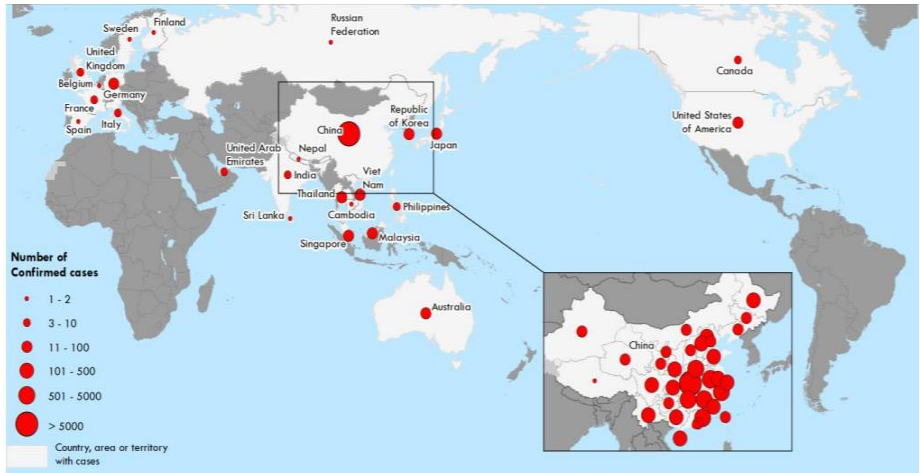 Sweden
Finland
Russian
Federation
United
Kingdom
Belgium
Germany
France
Spain
Italy
Canada
United States
of America
China
Republic
of Korea
Japan
United Arab
Emirates
Nepal
India
Viet
Nam
Thailand
Cambodia
Philippines
Sri Lanka
Singapore
Malaysia
Australia
China
Number of
Confirmed cases
1 - 2
3 - 10
11 - 100
101 - 500
501 - 5000
> 5000
Country, area or territory
with cases